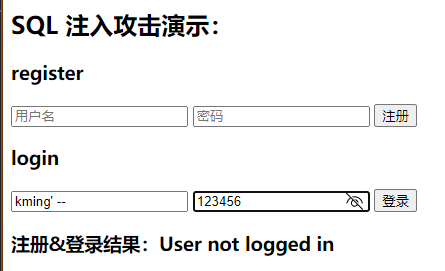 SQL 注入攻击演示：
register
用户名 密码 注册
login
kming' -- 123456 登录
注册&登录结果：User not logged in